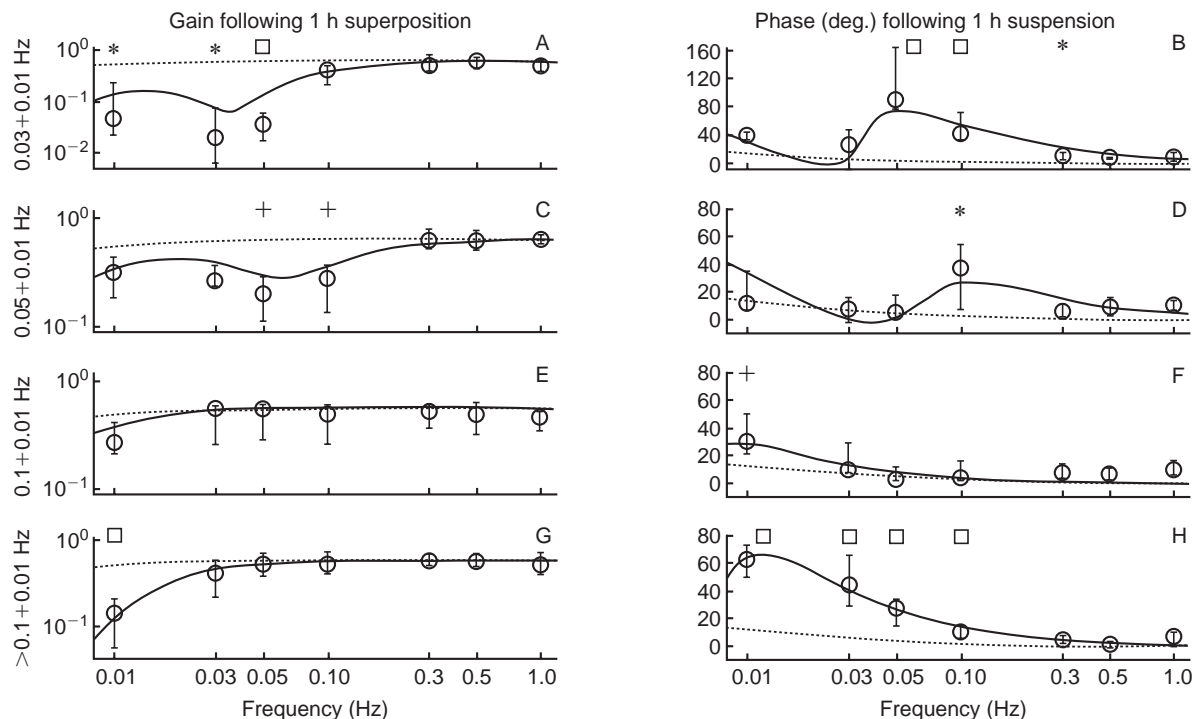 Gain following 1 h superposition
Phase (deg.) following 1 h suspension
0.03+0.01 Hz
10⁰
10⁻¹
10⁻²
* * □
A
160
120
80
40
0
□ □ *
B
0.05+0.01 Hz
10⁰
10⁻¹
+ +
C
80
60
40
20
0
*
D
0.1+0.01 Hz
10⁰
10⁻¹
E
80
60
40
20
0
+
F
>0.1+0.01 Hz
10⁰
10⁻¹
□
G
80
60
40
20
0
□ □ □ □
H
0.01 0.03 0.05 0.10 0.3 0.5 1.0
0.01 0.03 0.05 0.10 0.3 0.5 1.0
Frequency (Hz)
Frequency (Hz)